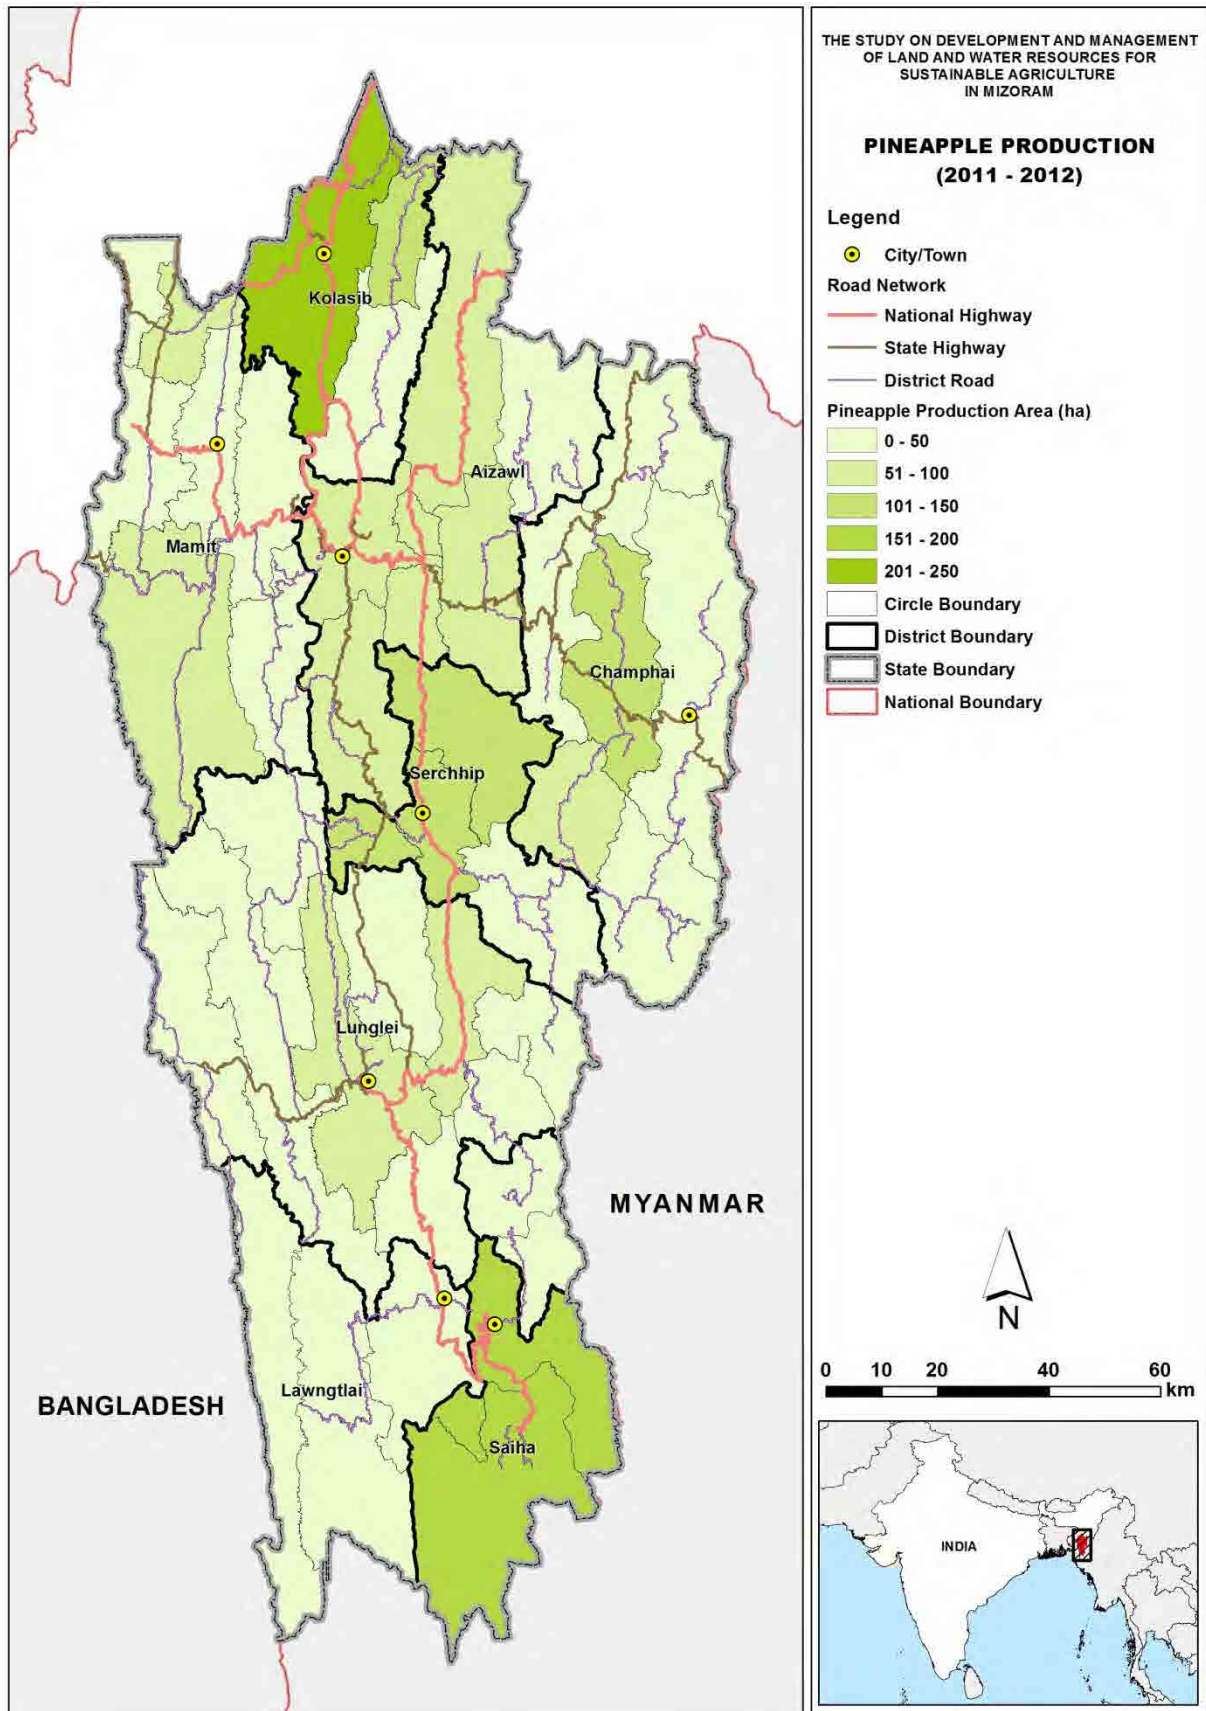 THE STUDY ON DEVELOPMENT AND MANAGEMENT
OF LAND AND WATER RESOURCES FOR
SUSTAINABLE AGRICULTURE
IN MIZORAM
PINEAPPLE PRODUCTION
(2011 - 2012)
Legend
City/Town
Road Network
National Highway
State Highway
District Road
Pineapple Production Area (ha)
0 - 50
51 - 100
101 - 150
151 - 200
201 - 250
Circle Boundary
District Boundary
State Boundary
National Boundary
Kolasib
Aizawl
Mamit
Champhai
Serchhip
Lunglei
MYANMAR
Lawngtlai
BANGLADESH
Saiha
N
0 10 20 40 60
km
INDIA